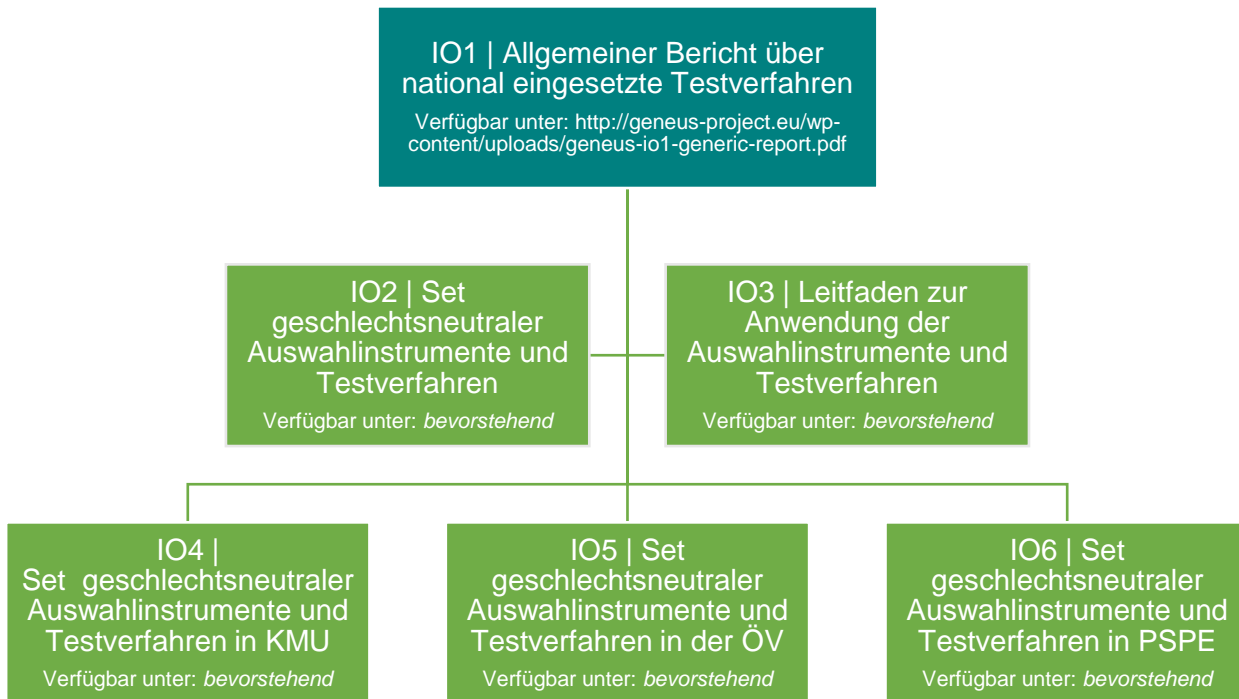 IO1 | Allgemeiner Bericht über
national eingesetzte Testverfahren
Verfügbar unter: http://geneus-project.eu/wp-
content/uploads/geneus-io1-generic-report.pdf
IO2 | Set
geschlechtsneutraler
Auswahlinstrumente und
Testverfahren
Verfügbar unter: bevorstehend
IO3 | Leitfaden zur
Anwendung der
Auswahlinstrumente und
Testverfahren
Verfügbar unter: bevorstehend
IO4 |
Set geschlechtsneutraler
Auswahlinstrumente und
Testverfahren in KMU
Verfügbar unter: bevorstehend
IO5 | Set
geschlechtsneutraler
Auswahlinstrumente und
Testverfahren in der ÖV
Verfügbar unter: bevorstehend
IO6 | Set
geschlechtsneutraler
Auswahlinstrumente und
Testverfahren in PSPE
Verfügbar unter: bevorstehend